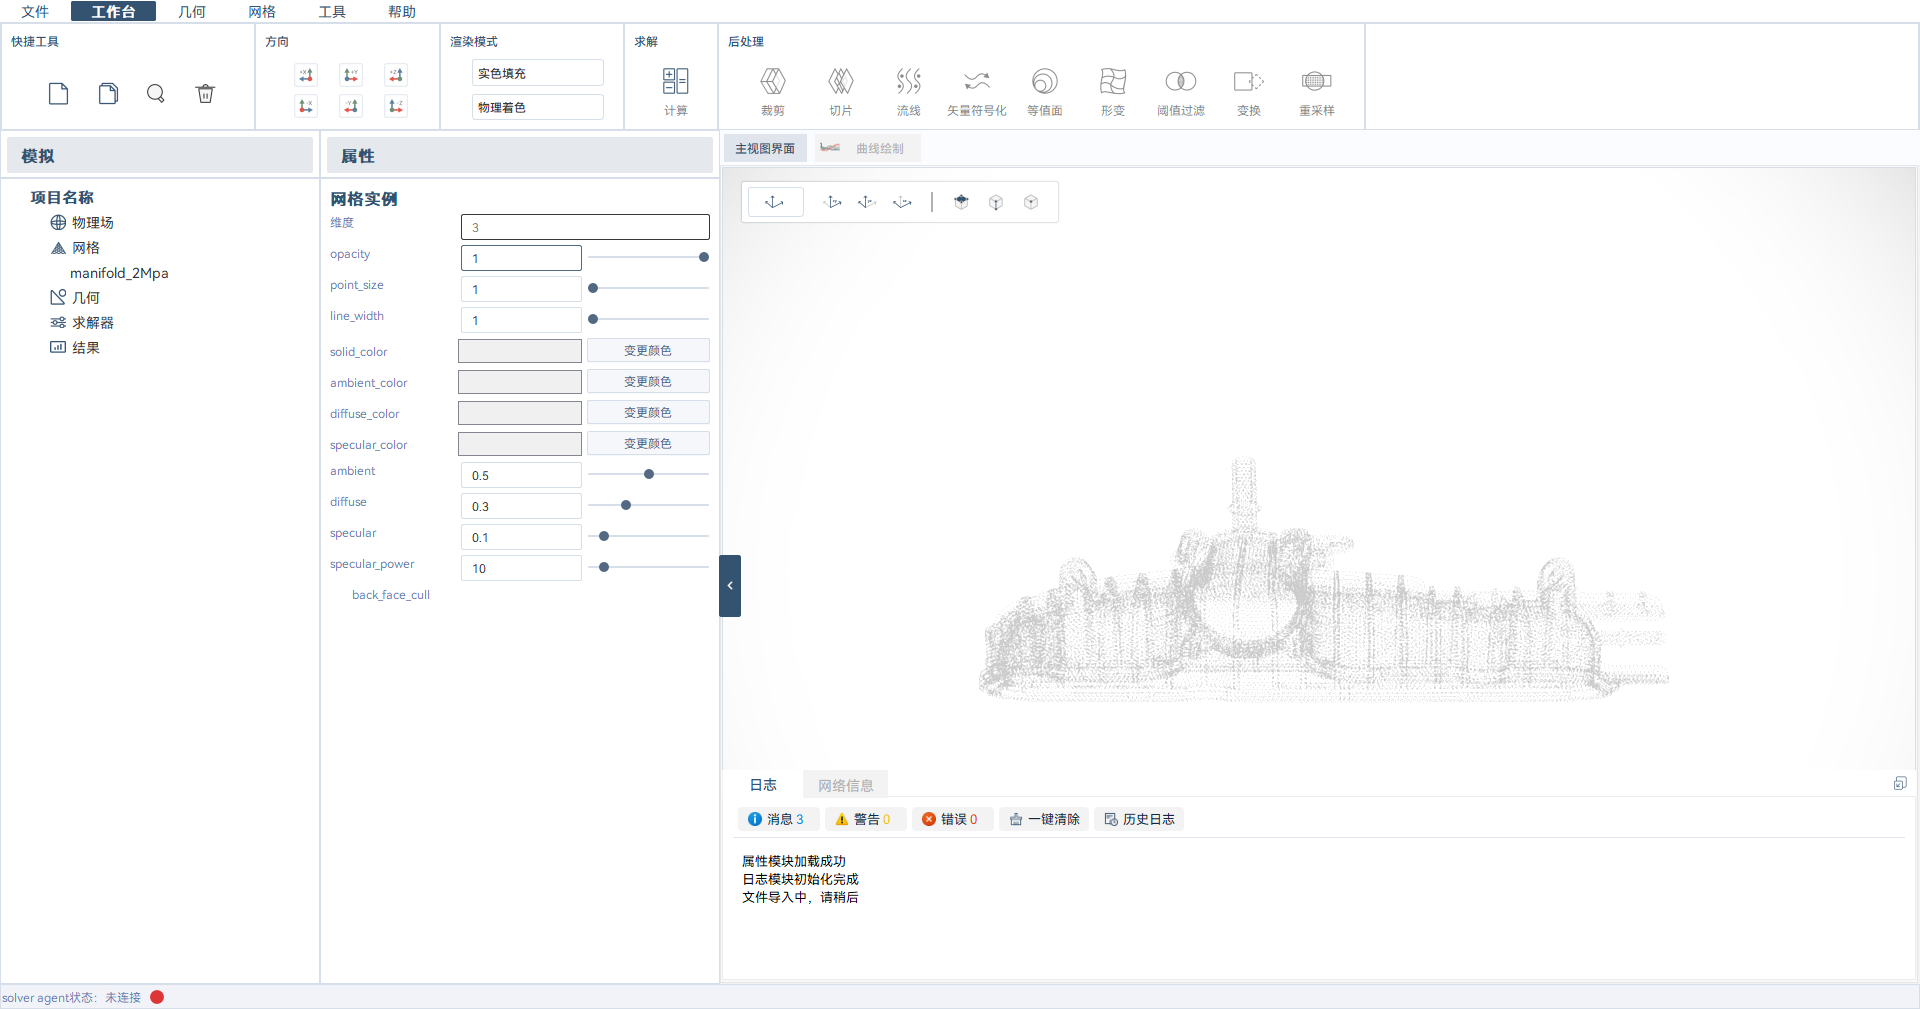 文件 工作台 几何 网格 工具 帮助
快捷工具 方向 渲染模式 求解 后处理
实色填充
物理着色
计算 裁剪 切片 流线 矢量符号化 等值面 形变 阈值过滤 变换 重采样
模拟
项目名称
物理场
网格
manifold_2Mpa
几何
求解器
结果
属性
网格实例
维度 3
opacity 1
point_size 1
line_width 1
solid_color 变更颜色
ambient_color 变更颜色
diffuse_color 变更颜色
specular_color 变更颜色
ambient 0.5
diffuse 0.3
specular 0.1
specular_power 10
back_face_cull
主视图界面 曲线绘制
日志 网络信息
消息 3 警告 0 错误 0 一键清除 历史日志
属性模块加载成功
日志模块初始化完成
文件导入中，请稍后
solver agent状态：未连接